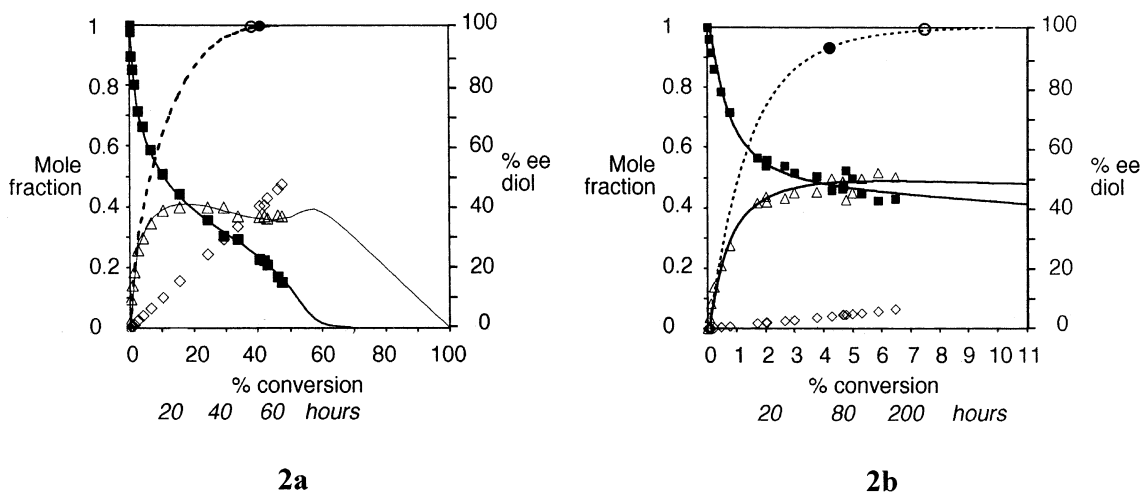 1
0.8
0.6
Mole
fraction
0.4
0.2
0
100
80
60
% ee
diol
40
20
0
0 20 40 60 80 100
% conversion
20 40 60 hours
2a
1
0.8
0.6
Mole
fraction
0.4
0.2
0
100
80
60
% ee
diol
40
20
0
0 1 2 3 4 5 6 7 8 9 10 11
% conversion
20 80 200 hours
2b